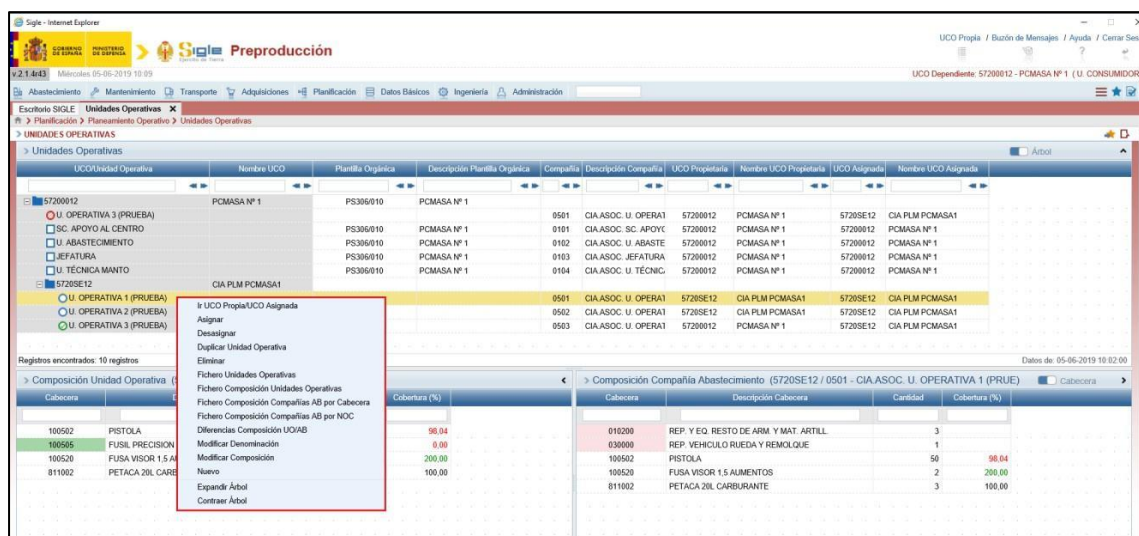 Sigle - Internet Explorer
UCO Propia / Buzón de Mensajes / Ayuda / Cerrar Ses
GOBIERNO DE ESPAÑA MINISTERIO DE DEFENSA Sigle Preproducción
Ejército de Tierra
v.2.1.4r43 Miércoles 05-06-2019 10:09 UCO Dependiente: 57200012 - PCMASA Nº 1 ( U. CONSUMIDOR
Abastecimiento Mantenimiento Transporte Adquisiciones Planificación Datos Básicos Ingeniería Administración
Escritorio SIGLE Unidades Operativas X
> Planificación > Planeamiento Operativo > Unidades Operativas
> UNIDADES OPERATIVAS
> Unidades Operativas Árbol
UCO/Unidad Operativa Nombre UCO Plantilla Orgánica Descripción Plantilla Orgánica Compañía Descripción Compañía UCO Propietaria Nombre UCO Propietaria UCO Asignada Nombre UCO Asignada
57200012 PCMASA Nº 1 PS306/010 PCMASA Nº 1
U. OPERATIVA 3 (PRUEBA) 0501 CIA.ASOC. U. OPERAT 57200012 PCMASA Nº 1 5720SE12 CIA PLM PCMASA1
SC. APOYO AL CENTRO PS306/010 PCMASA Nº 1 0101 CIA.ASOC. SC. APOYC 57200012 PCMASA Nº 1 57200012 PCMASA Nº 1
U. ABASTECIMIENTO PS306/010 PCMASA Nº 1 0102 CIA.ASOC. U. ABASTE 57200012 PCMASA Nº 1 57200012 PCMASA Nº 1
JEFATURA PS306/010 PCMASA Nº 1 0103 CIA.ASOC. JEFATURA 57200012 PCMASA Nº 1 57200012 PCMASA Nº 1
U. TÉCNICA MANTO PS306/010 PCMASA Nº 1 0104 CIA.ASOC. U. TÉCNIC 57200012 PCMASA Nº 1 57200012 PCMASA Nº 1
5720SE12 CIA PLM PCMASA1
U. OPERATIVA 1 (PRUEBA) 0501 CIA.ASOC. U. OPERAT 5720SE12 CIA PLM PCMASA1 5720SE12 CIA PLM PCMASA1
U. OPERATIVA 2 (PRUEBA) 0502 CIA.ASOC. U. OPERAT 5720SE12 CIA PLM PCMASA1 5720SE12 CIA PLM PCMASA1
U. OPERATIVA 3 (PRUEBA) 0503 CIA.ASOC. U. OPERAT 57200012 PCMASA Nº 1 5720SE12 CIA PLM PCMASA1
Ir UCO Propia/UCO Asignada
Asignar
Desasignar
Duplicar Unidad Operativa
Eliminar
Fichero Unidades Operativas
Fichero Composición Unidades Operativas
Fichero Composición Compañías AB por Cabecera
Fichero Composición Compañías AB por NOC
Diferencias Composición UO/AB
Modificar Denominación
Modificar Composición
Nuevo
Expandir Árbol
Contraer Árbol
Registros encontrados: 10 registros Datos de: 05-06-2019 10:02:00
> Composición Unidad Operativa (5
Cabecera D Cobertura (%)
100502 PISTOLA 98,04
100505 FUSIL PRECISION 0,00
100520 FUSA VISOR 1,5 A 200,00
811002 PETACA 20L CARB 100,00
> Composición Compañía Abastecimiento (5720SE12 / 0501 - CIA.ASOC. U. OPERATIVA 1 (PRUE) Cabecera
Cabecera Descripción Cabecera Cantidad Cobertura (%)
010200 REP. Y EQ. RESTO DE ARM. Y MAT. ARTILL. 3
030000 REP. VEHICULO RUEDA Y REMOLQUE 1
100502 PISTOLA 50 98,04
100520 FUSA VISOR 1,5 AUMENTOS 2 200,00
811002 PETACA 20L CARBURANTE 3 100,00